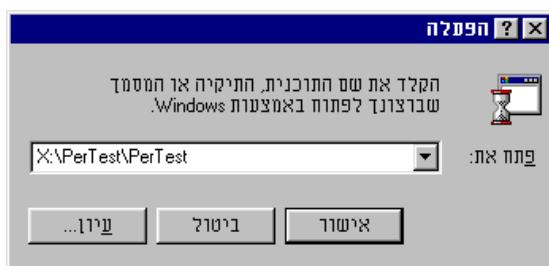 הפעלה
הקלד את שם התוכנית, התיקיה או המסמך
שברצונך לפתוח באמצעות Windows.
פתח את:
X:\PerTest\PerTest
אישור
ביטול
עיון...